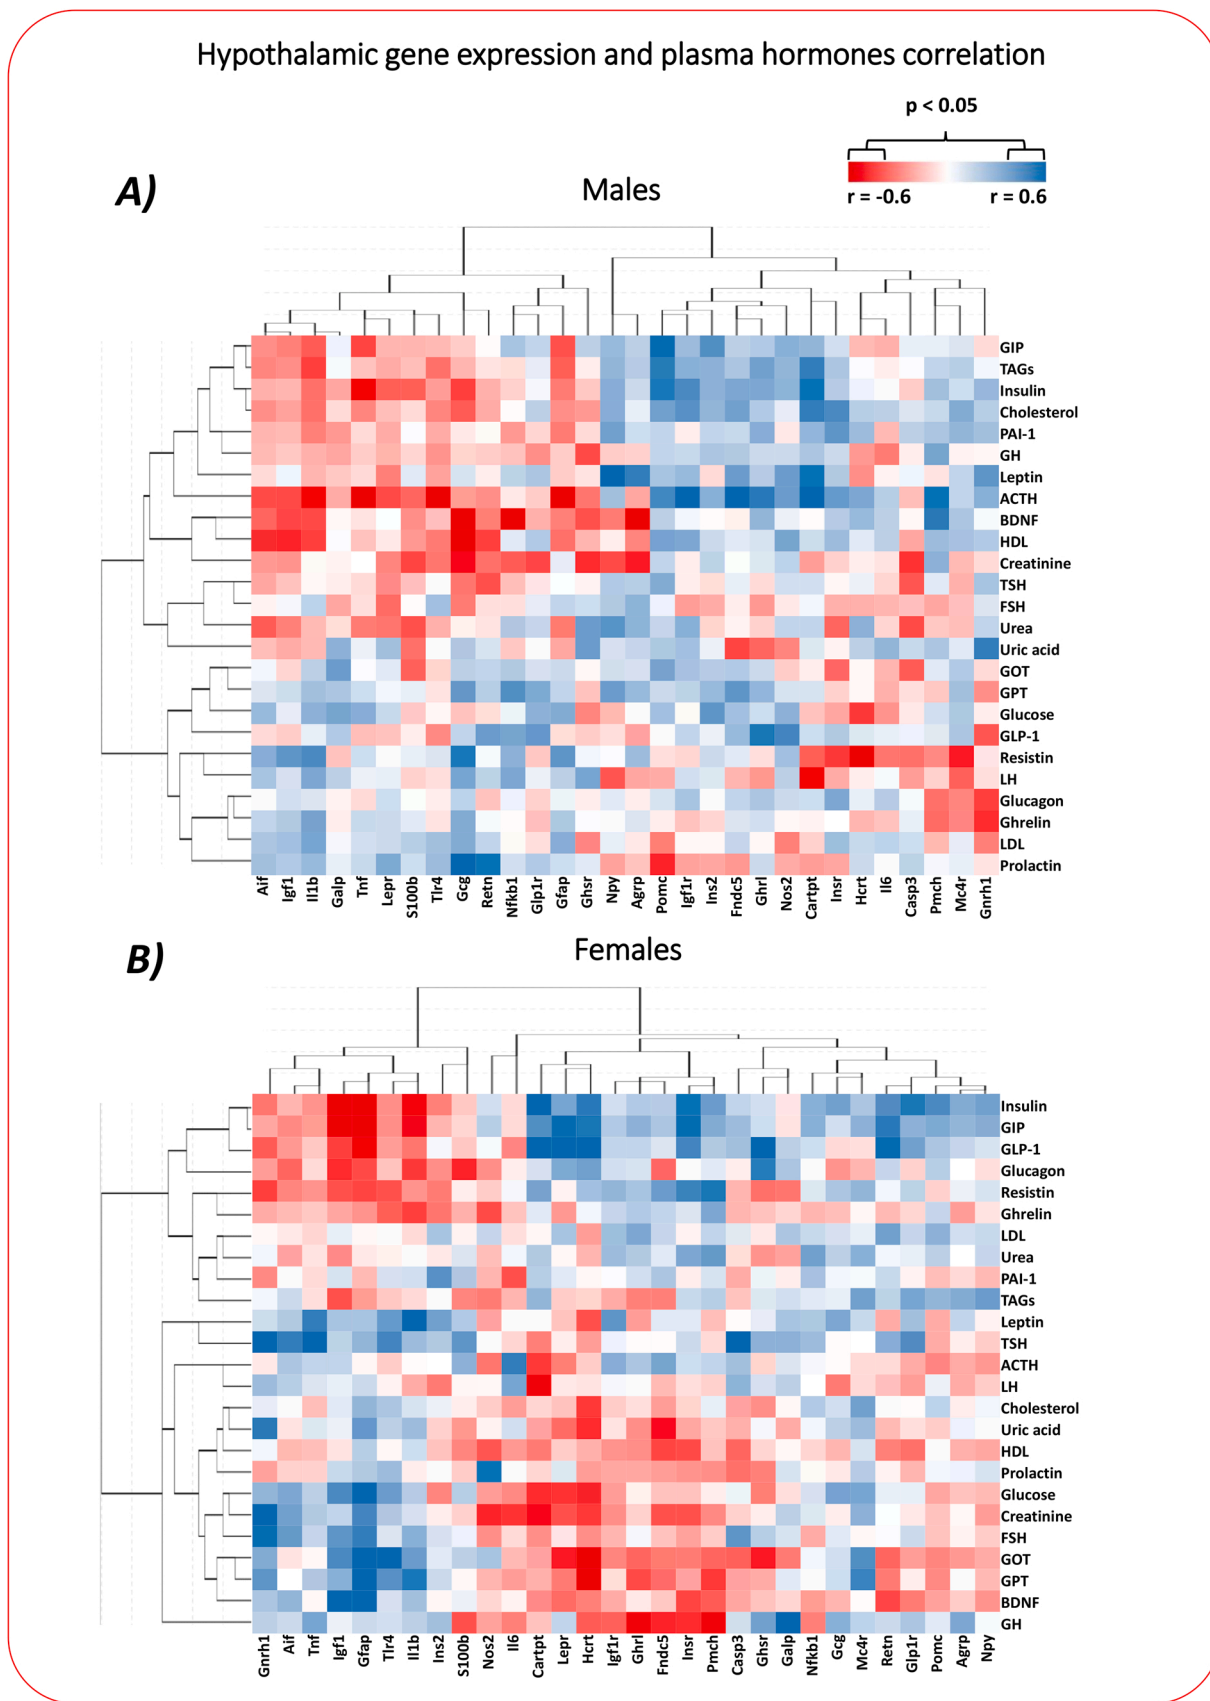 Hypothalamic gene expression and plasma hormones correlation
p < 0.05
r = -0.6 r = 0.6
A)
Males
GIP
TAGs
Insulin
Cholesterol
PAI-1
GH
Leptin
ACTH
BDNF
HDL
Creatinine
TSH
FSH
Urea
Uric acid
GOT
GPT
Glucose
GLP-1
Resistin
LH
Glucagon
Ghrelin
LDL
Prolactin
Aif Igf1 Il1b Galp Tnf Lepr S100b Tlr4 Gcg Retn Nfkb1 Glp1r Gfap Ghsr Npy Agrp Pomc Igf1r Ins2 Fndc5 Ghrl Nos2 Cartpt Insr Hcrt Il6 Casp3 Pmch Mc4r Gnrh1
B)
Females
Insulin
GIP
GLP-1
Glucagon
Resistin
Ghrelin
LDL
Urea
PAI-1
TAGs
Leptin
TSH
ACTH
LH
Cholesterol
Uric acid
HDL
Prolactin
Glucose
Creatinine
FSH
GOT
GPT
BDNF
GH
Gnrh1 Aif Tnf Igf1 Gfap Tlr4 Il1b Ins2 S100b Nos2 Il6 Cartpt Lepr Hcrt Igf1r Ghrl Fndc5 Insr Pmch Casp3 Ghsr Galp Nfkb1 Gcg Mc4r Retn Glp1r Pomc Agrp Npy